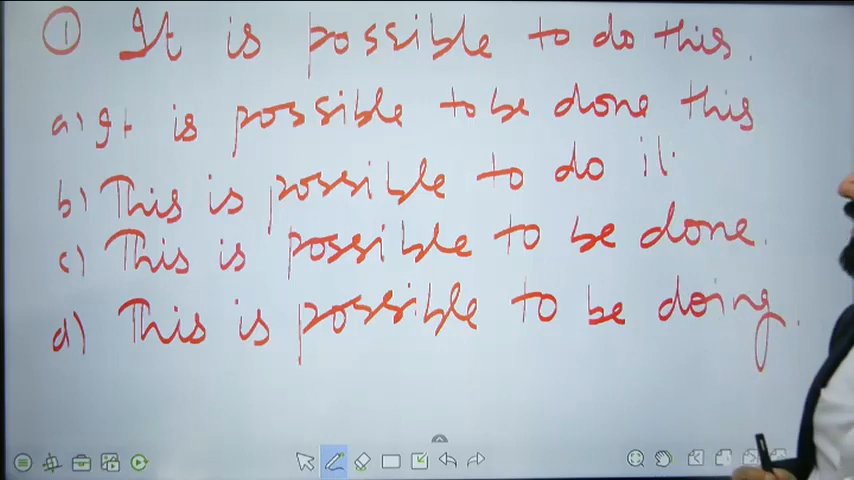 ① It is possible to do this.
a) It is possible to be done this
b) This is possible to do it.
c) This is possible to be done.
d) This is possible to be doing.